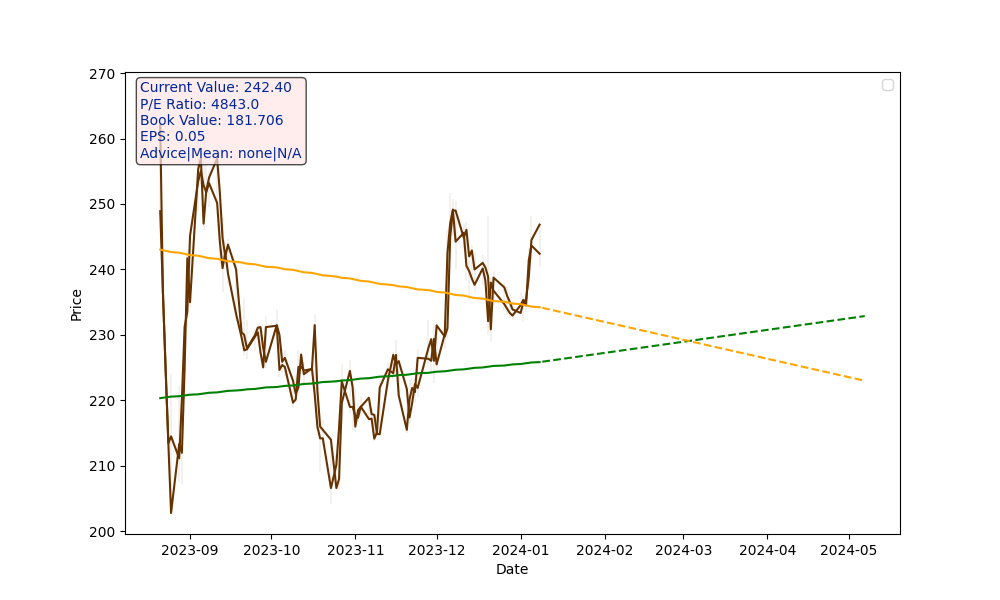 Current Value: 242.40
P/E Ratio: 4843.0
Book Value: 181.706
EPS: 0.05
Advice|Mean: none|N/A
270
260
250
240
230
220
210
200
Price
2023-09 2023-10 2023-11 2023-12 2024-01 2024-02 2024-03 2024-04 2024-05
Date